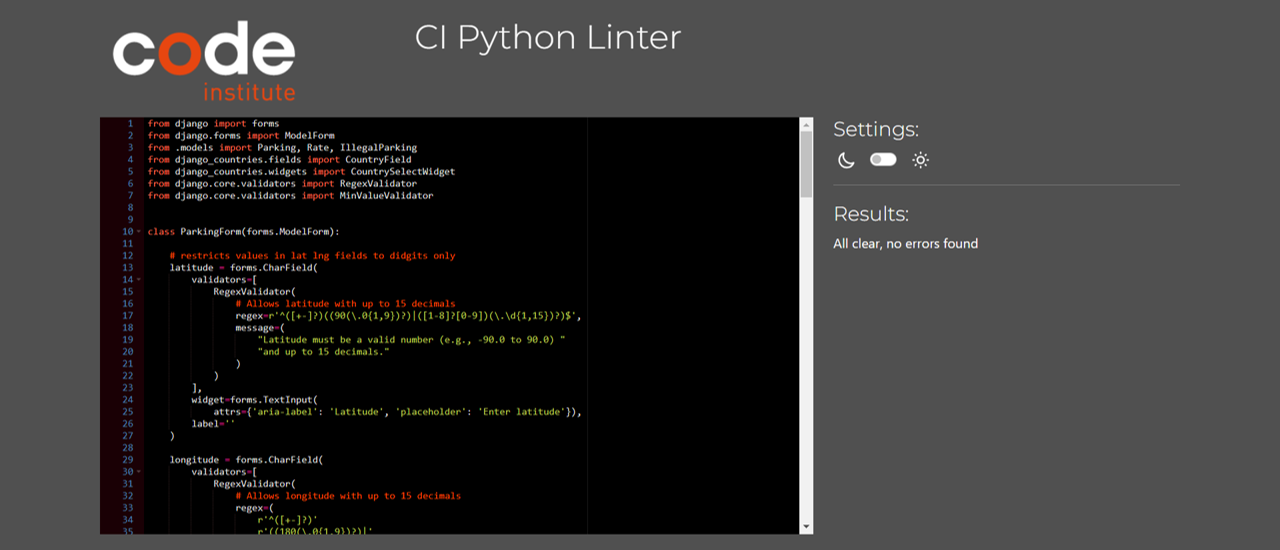 code
institute
CI Python Linter
1 from django import forms
2 from django.forms import ModelForm
3 from .models import Parking, Rate, IllegalParking
4 from django_countries.fields import CountryField
5 from django_countries.widgets import CountrySelectWidget
6 from django.core.validators import RegexValidator
7 from django.core.validators import MinValueValidator
8
9
10 class ParkingForm(forms.ModelForm):
11
12 # restricts values in lat lng fields to didgits only
13 latitude = forms.CharField(
14 validators=[
15 RegexValidator(
16 # Allows latitude with up to 15 decimals
17 regex=r'^([+-]?)((90(\.0{1,9})?)|([1-8]?[0-9])(\.\d{1,15})?)$',
18 message=(
19 "Latitude must be a valid number (e.g., -90.0 to 90.0) "
20 "and up to 15 decimals."
21 )
22 )
23 ],
24 widget=forms.TextInput(
25 attrs={'aria-label': 'Latitude', 'placeholder': 'Enter latitude'}),
26 label=''
27 )
28
29 longitude = forms.CharField(
30 validators=[
31 RegexValidator(
32 # Allows longitude with up to 15 decimals
33 regex=(
34 r'^([+-]?)'
35 r'((180(\.0{1,9})?)|'
Settings:
Results:
All clear, no errors found